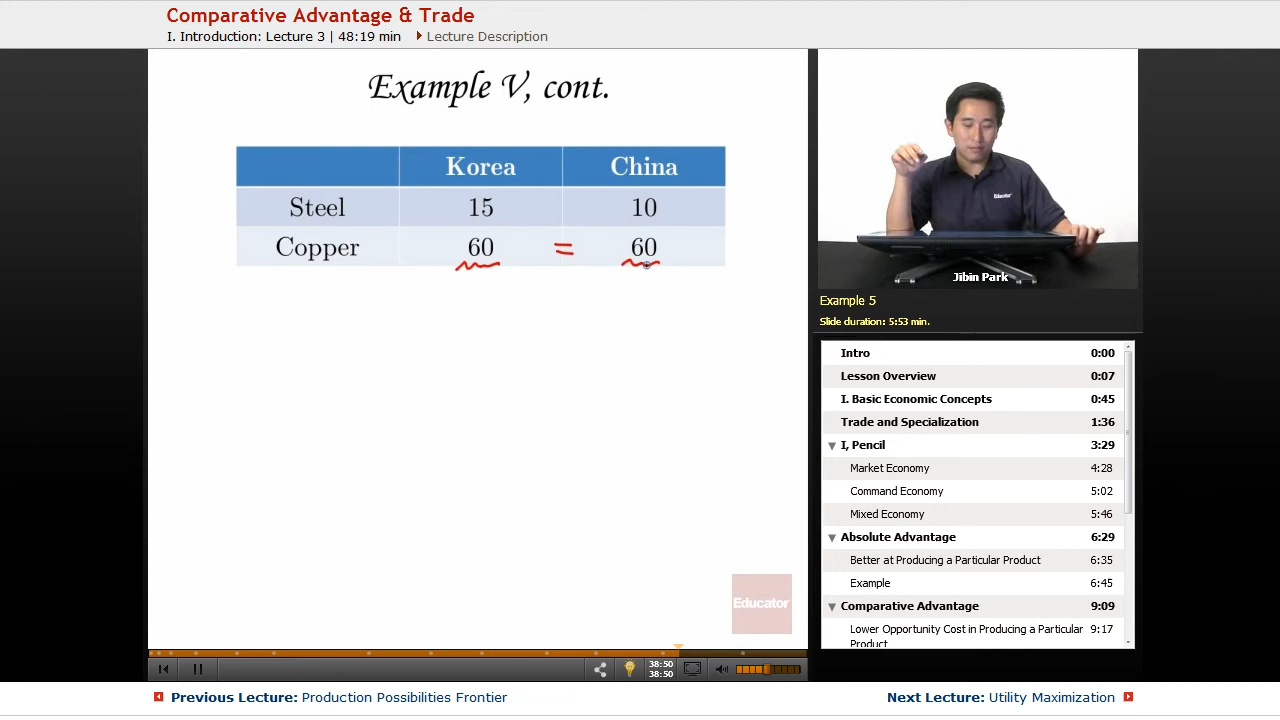 Comparative Advantage & Trade
I. Introduction: Lecture 3 | 48:19 min Lecture Description
Example V, cont.
Korea China
Steel 15 10
Copper 60 = 60
Educator
Educator
Jibin Park
Example 5
Slide duration: 5:53 min.
Intro 0:00
Lesson Overview 0:07
I. Basic Economic Concepts 0:45
Trade and Specialization 1:36
I, Pencil 3:29
Market Economy 4:28
Command Economy 5:02
Mixed Economy 5:46
Absolute Advantage 6:29
Better at Producing a Particular Product 6:35
Example 6:45
Comparative Advantage 9:09
Lower Opportunity Cost in Producing a Particular 9:17
Product
38:50
38:50
Previous Lecture: Production Possibilities Frontier
Next Lecture: Utility Maximization